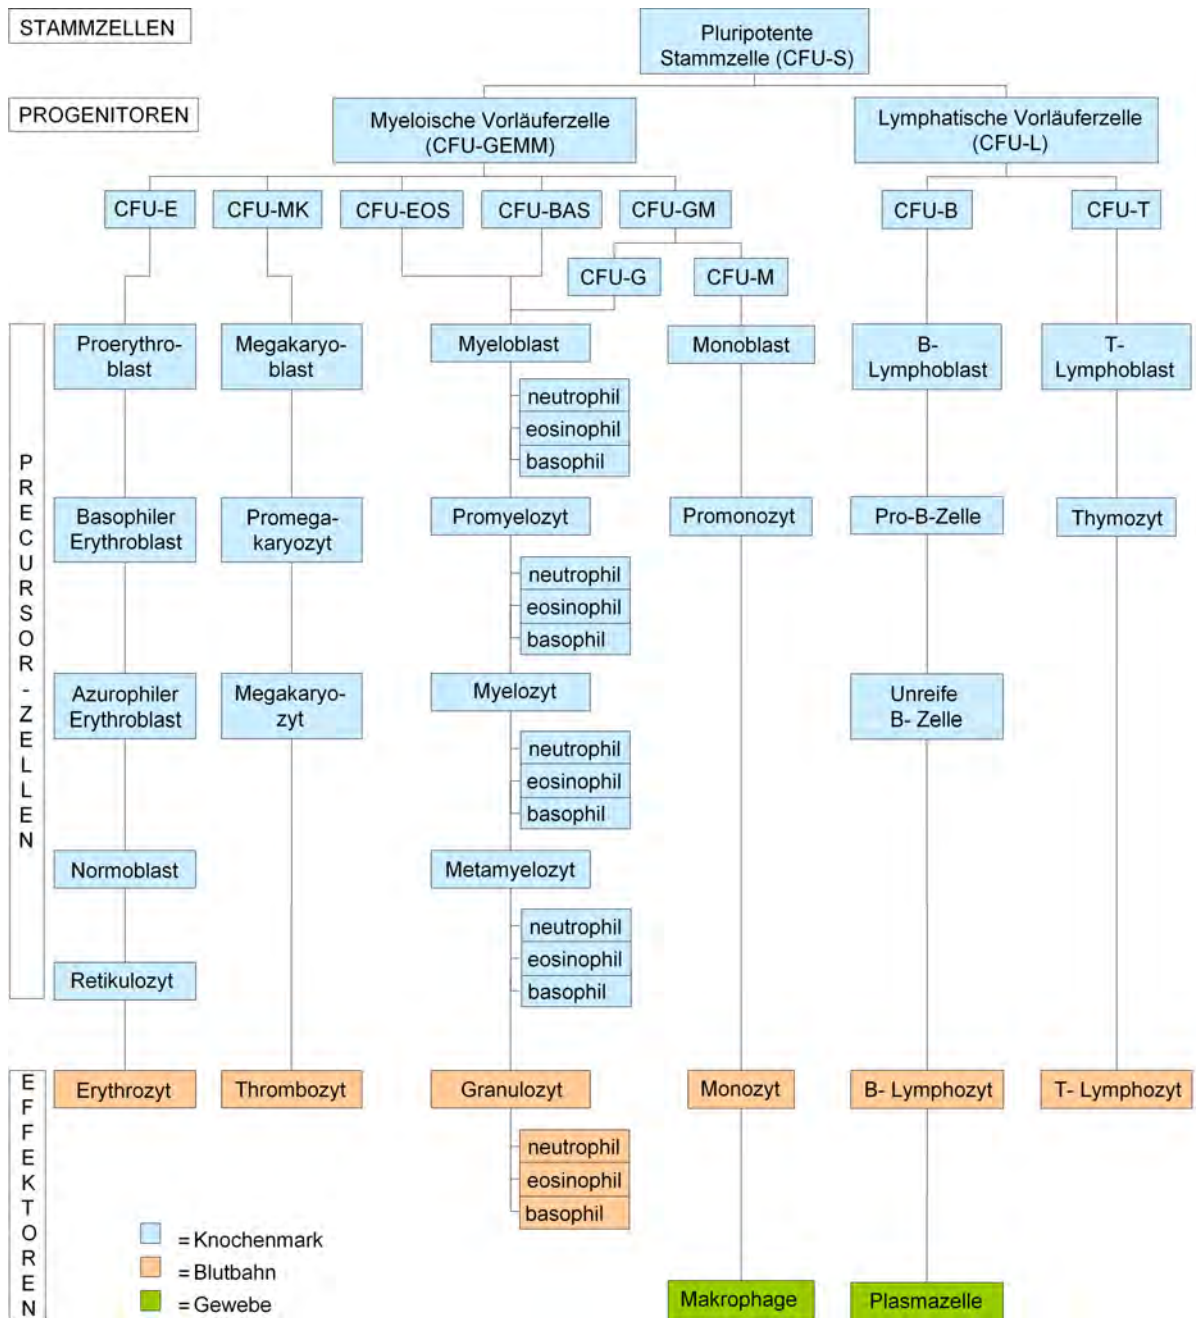 STAMMZELLEN
Pluripotente
Stammzelle (CFU-S)
PROGENITOREN
Myeloische Vorläuferzelle
(CFU-GEMM)
Lymphatische Vorläuferzelle
(CFU-L)
CFU-E
CFU-MK
CFU-EOS
CFU-BAS
CFU-GM
CFU-B
CFU-T
CFU-G
CFU-M
PRECURSOR-ZELLEN
Proerythro-
blast
Megakaryo-
blast
Myeloblast
Monoblast
B-
Lymphoblast
T-
Lymphoblast
neutrophil
eosinophil
basophil
Basophiler
Erythroblast
Promega-
karyozyt
Promyelozyt
Promonozyt
Pro-B-Zelle
Thymozyt
neutrophil
eosinophil
basophil
Azurophiler
Erythroblast
Megakaryo-
zyt
Myelozyt
Unreife
B- Zelle
neutrophil
eosinophil
basophil
Normoblast
Metamyelozyt
neutrophil
eosinophil
basophil
Retikulozyt
EFFEKTOREN
Erythrozyt
Thrombozyt
Granulozyt
Monozyt
B- Lymphozyt
T- Lymphozyt
neutrophil
eosinophil
basophil
= Knochenmark
= Blutbahn
= Gewebe
Makrophage
Plasmazelle